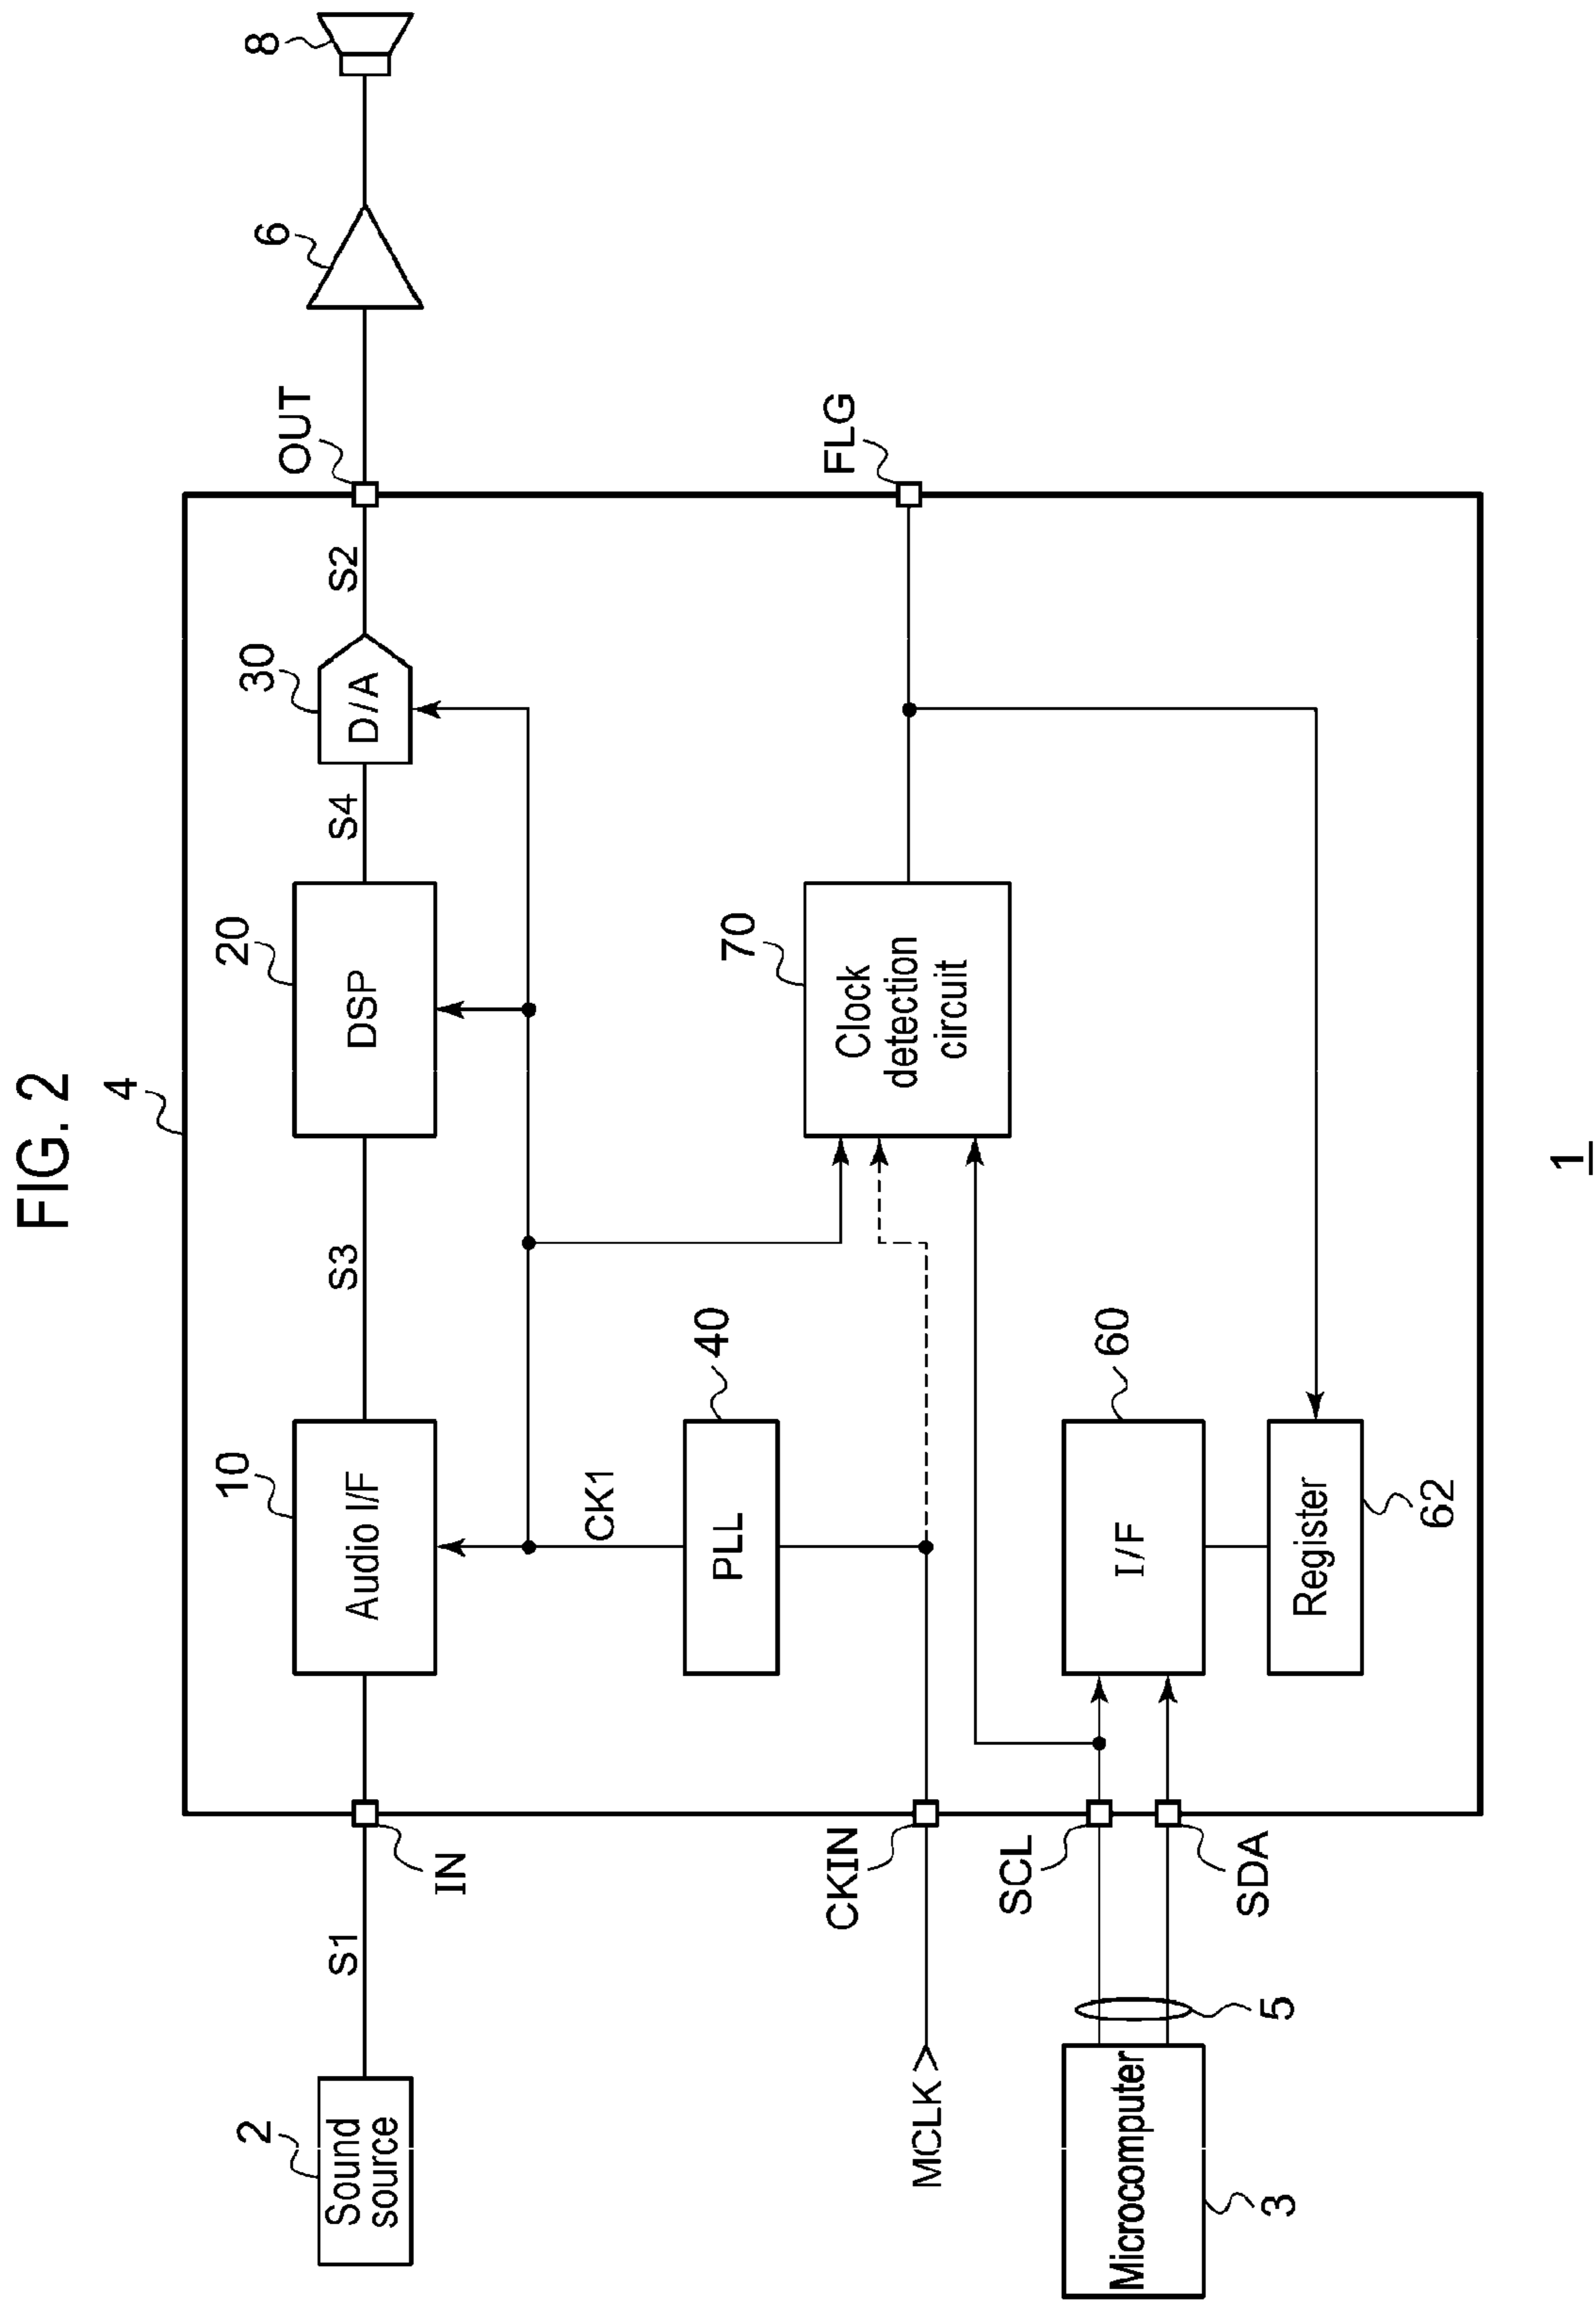 FIG. 2
4
2
Sound
source
S1
IN
10
Audio I/F
S3
20
DSP
S4
30
D/A
S2
OUT
6
8
CK1
40
PLL
70
Clock
detection
circuit
FLG
MCLK
CKIN
SCL
SDA
60
I/F
62
Register
5
3
Microcomputer
1